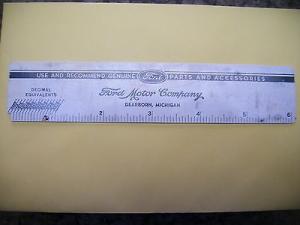 USE AND RECOMMEND GENUINE Ford PARTS AND ACCESSORIES
DECIMAL
EQUIVALENTS
Ford Motor Company
DEARBORN, MICHIGAN
2 3 4 5 6